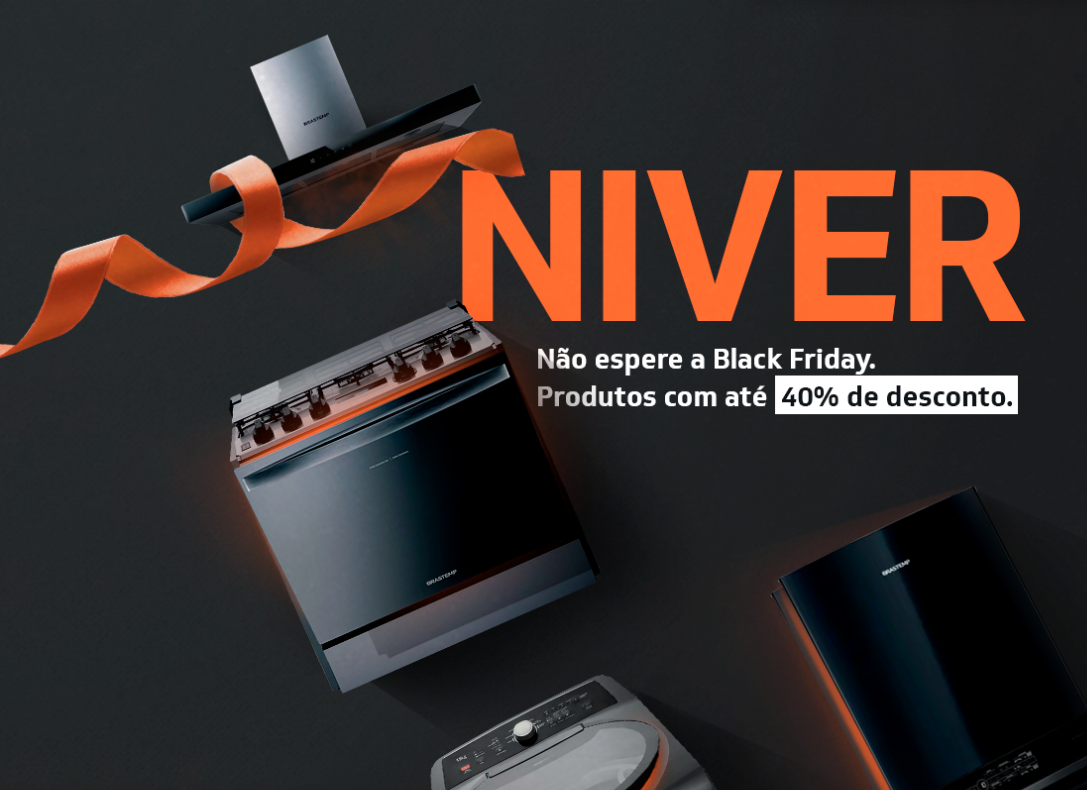 BRASTEMP
NIVER
Não espere a Black Friday.
Produtos com até 40% de desconto.
BRASTEMP
BRASTEMP